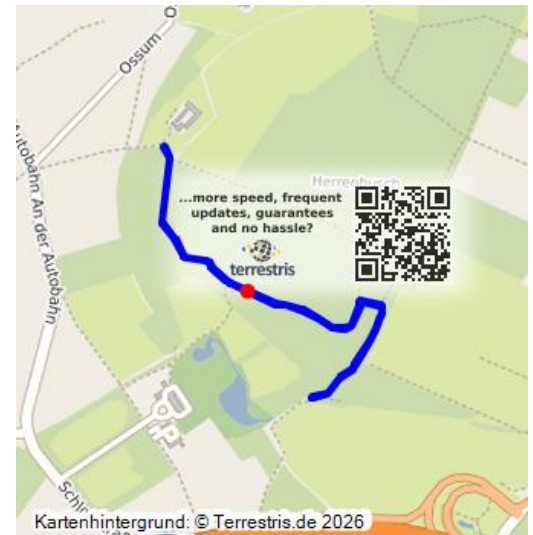 Ossum
Autobahn An der Autobahn
Herrenbusch
...more speed, frequent
updates, guarantees
and no hassle?
terrestris
Kartenhintergrund: © Terrestris.de 2026